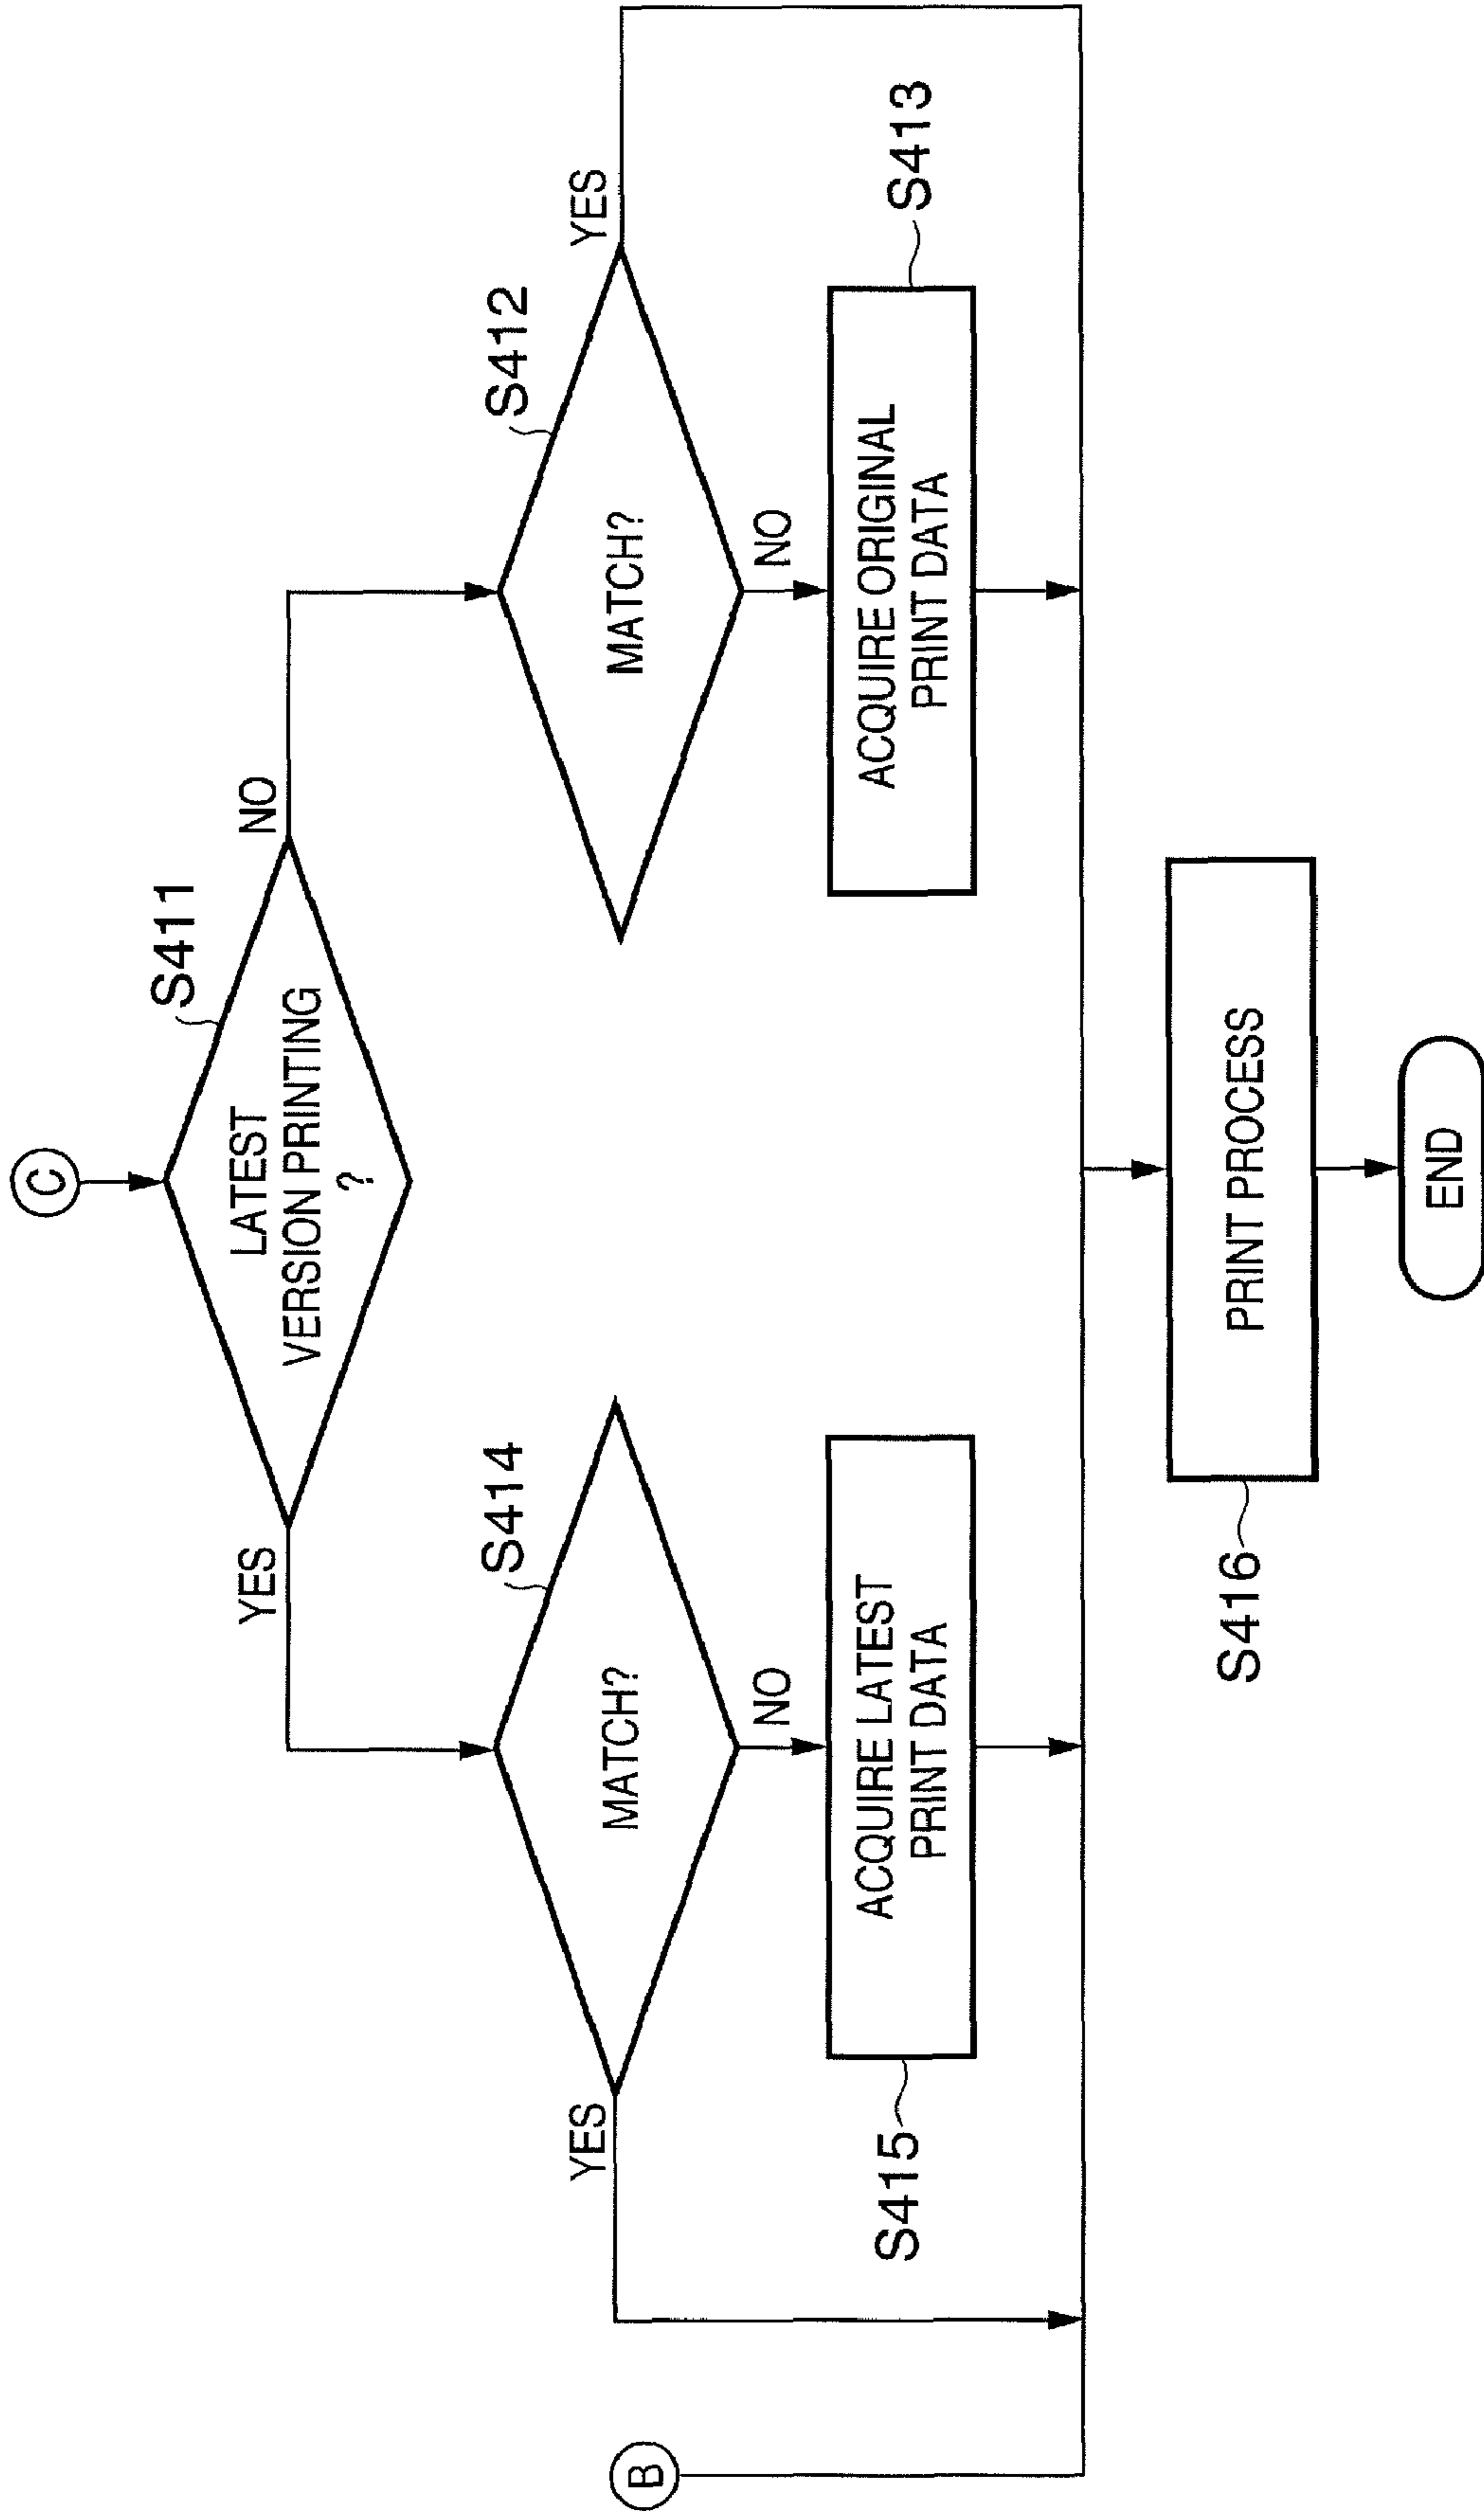 C
S411
LATEST
VERSION PRINTING
?
YES
NO
S414
MATCH?
YES
NO
S412
MATCH?
YES
NO
S415
ACQUIRE LATEST
PRINT DATA
S413
ACQUIRE ORIGINAL
PRINT DATA
B
S416
PRINT PROCESS
END